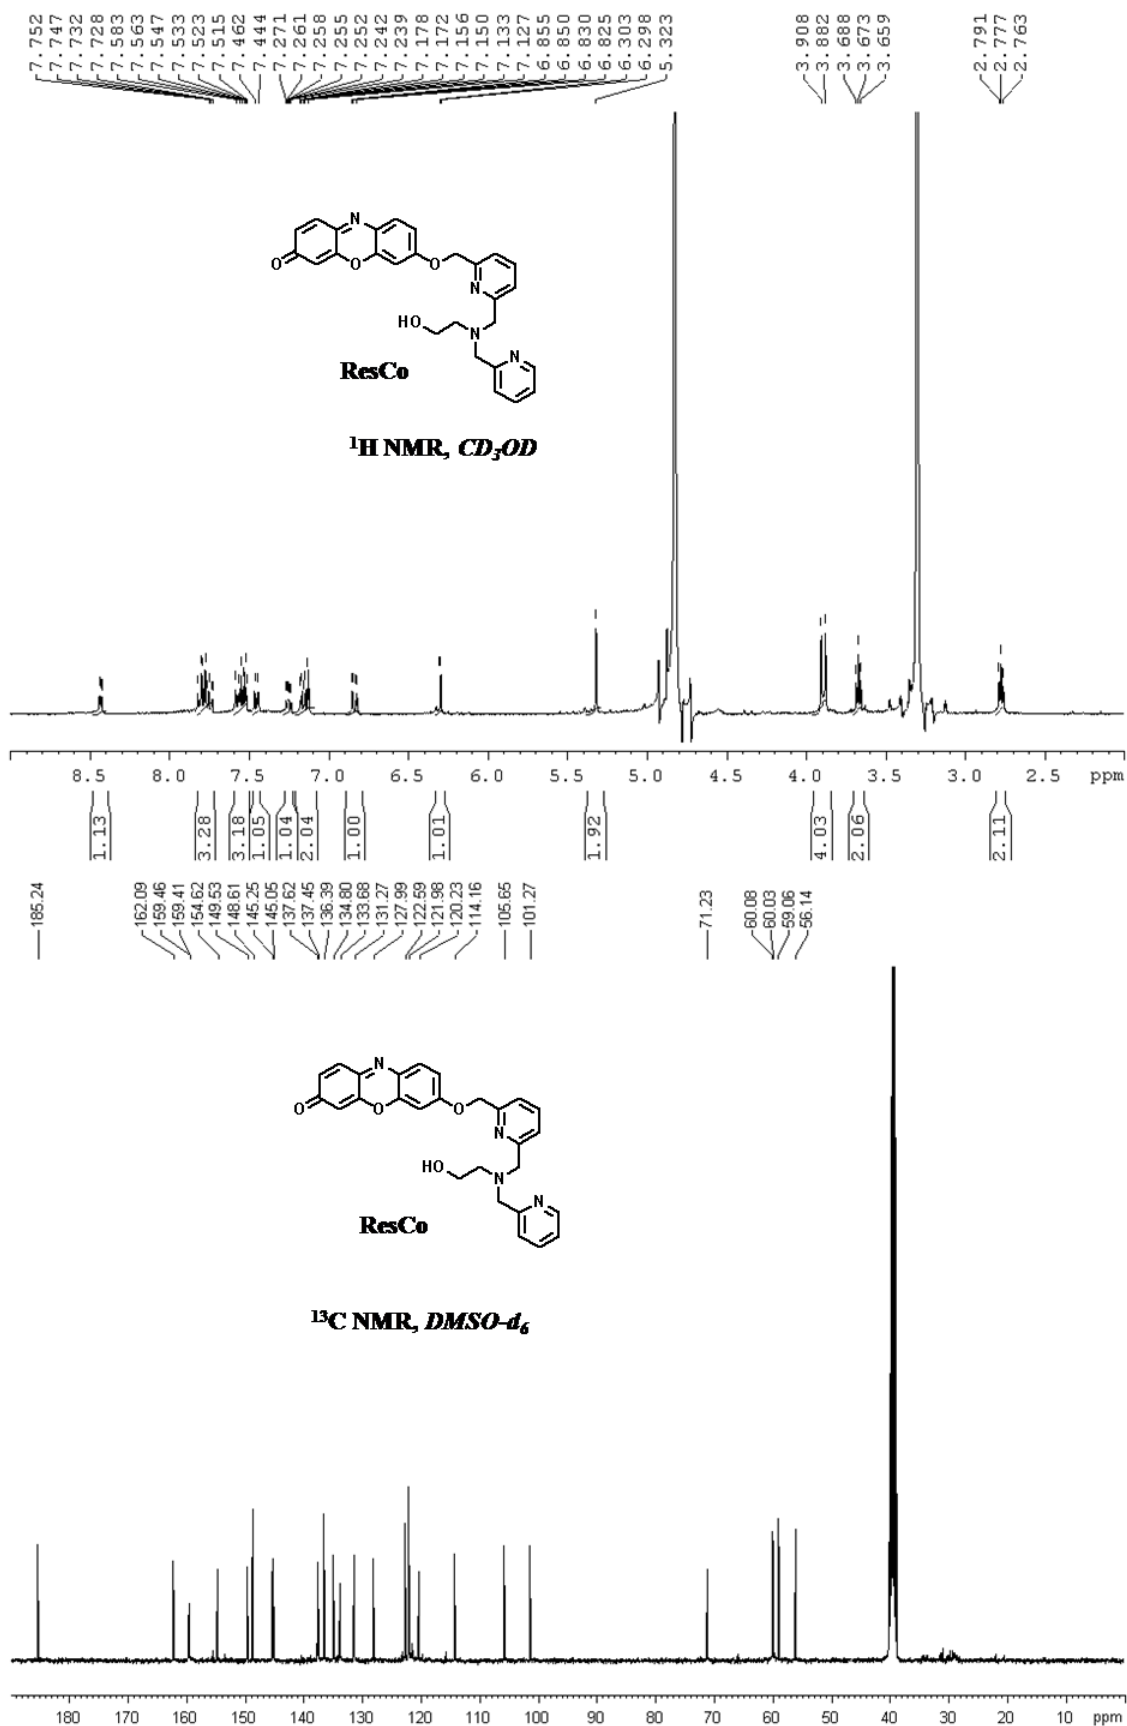 7.752 7.747 7.732 7.728 7.583 7.563 7.547 7.533 7.523 7.515 7.462 7.444 7.271 7.261 7.258 7.255 7.252 7.242 7.239 7.178 7.172 7.156 7.150 7.133 7.127 6.855 6.850 6.830 6.825 6.303 6.298 5.323 3.908 3.882 3.688 3.673 3.659 2.791 2.777 2.763
N
O
O
O
N
HO
N
N
ResCo
¹H NMR, CD₃OD
8.5 8.0 7.5 7.0 6.5 6.0 5.5 5.0 4.5 4.0 3.5 3.0 2.5 ppm
1.13 3.28 3.18 1.05 1.04 2.04 1.00 1.01 1.92 4.03 2.06 2.11
185.24 162.09 159.46 159.41 154.62 149.53 148.61 145.25 145.05 137.62 137.45 136.39 134.80 133.68 131.27 127.99 122.59 121.98 120.23 114.16 105.65 101.27 71.23 60.08 60.03 59.06 56.14
N
O
O
O
N
HO
N
N
ResCo
¹³C NMR, DMSO-d₆
180 170 160 150 140 130 120 110 100 90 80 70 60 50 40 30 20 10 ppm